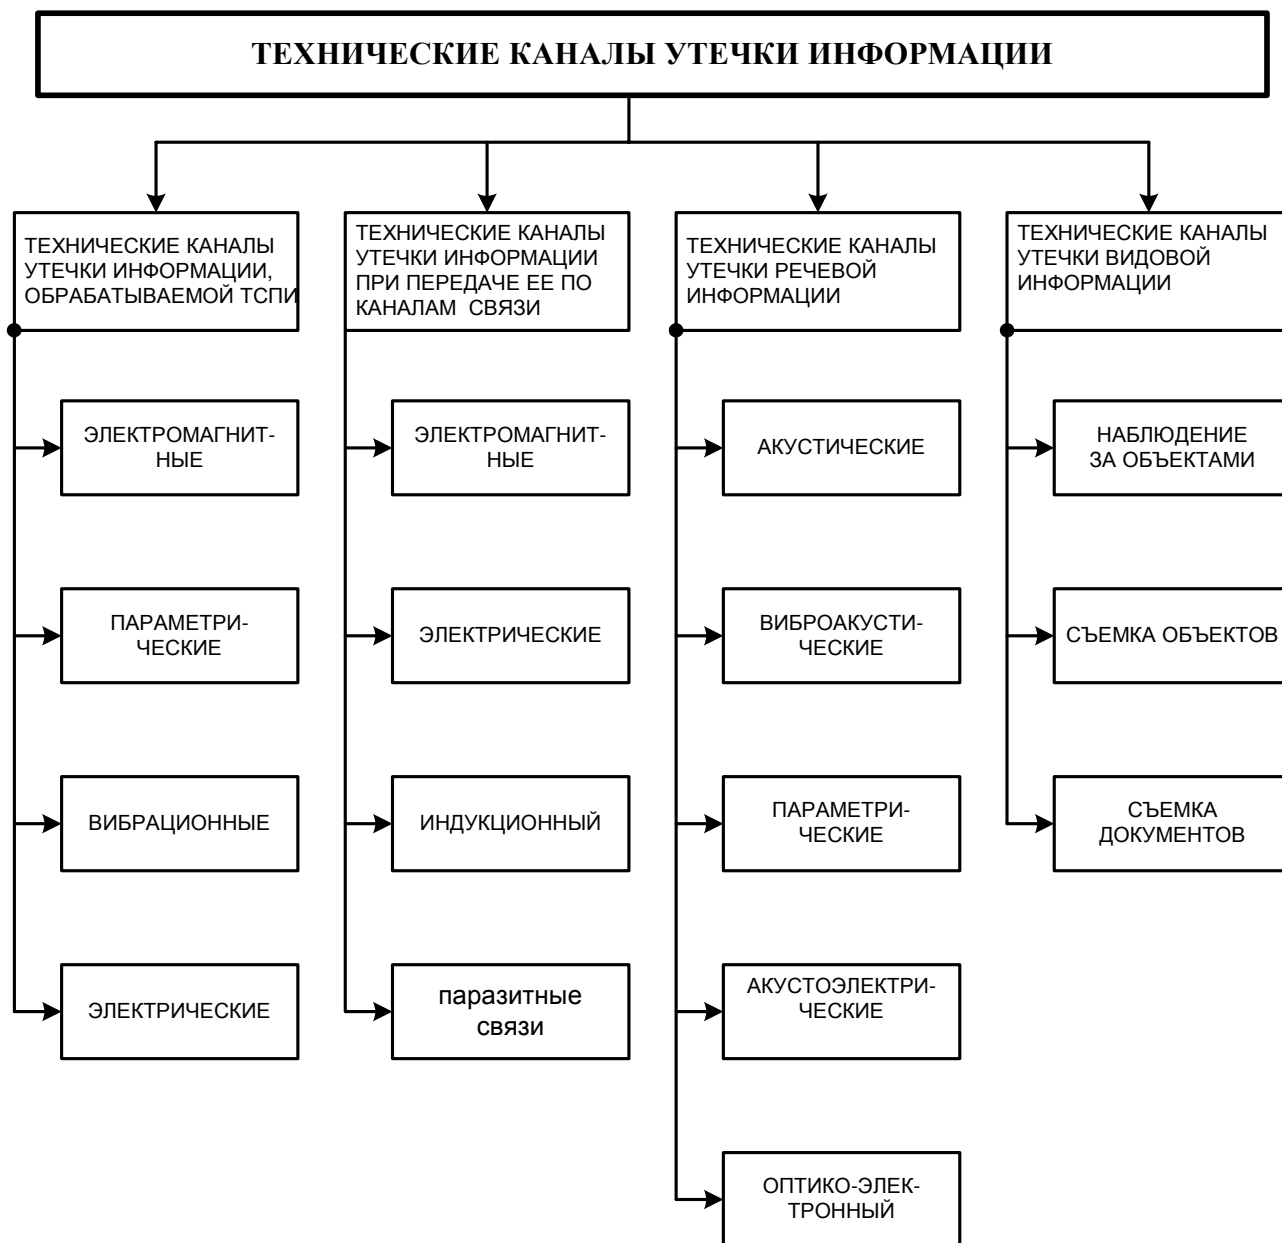 ТЕХНИЧЕСКИЕ КАНАЛЫ УТЕЧКИ ИНФОРМАЦИИ
ТЕХНИЧЕСКИЕ КАНАЛЫ
УТЕЧКИ ИНФОРМАЦИИ,
ОБРАБАТЫВАЕМОЙ ТСПИ
ЭЛЕКТРОМАГНИТ-
НЫЕ
ПАРАМЕТРИ-
ЧЕСКИЕ
ВИБРАЦИОННЫЕ
ЭЛЕКТРИЧЕСКИЕ
ТЕХНИЧЕСКИЕ КАНАЛЫ
УТЕЧКИ ИНФОРМАЦИИ
ПРИ ПЕРЕДАЧЕ ЕЕ ПО
КАНАЛАМ СВЯЗИ
ЭЛЕКТРОМАГНИТ-
НЫЕ
ЭЛЕКТРИЧЕСКИЕ
ИНДУКЦИОННЫЙ
паразитные
связи
ТЕХНИЧЕСКИЕ КАНАЛЫ
УТЕЧКИ РЕЧЕВОЙ
ИНФОРМАЦИИ
АКУСТИЧЕСКИЕ
ВИБРОАКУСТИ-
ЧЕСКИЕ
ПАРАМЕТРИ-
ЧЕСКИЕ
АКУСТОЭЛЕКТРИ-
ЧЕСКИЕ
ОПТИКО-ЭЛЕК-
ТРОННЫЙ
ТЕХНИЧЕСКИЕ КАНАЛЫ
УТЕЧКИ ВИДОВОЙ
ИНФОРМАЦИИ
НАБЛЮДЕНИЕ
ЗА ОБЪЕКТАМИ
СЪЕМКА ОБЪЕКТОВ
СЪЕМКА
ДОКУМЕНТОВ